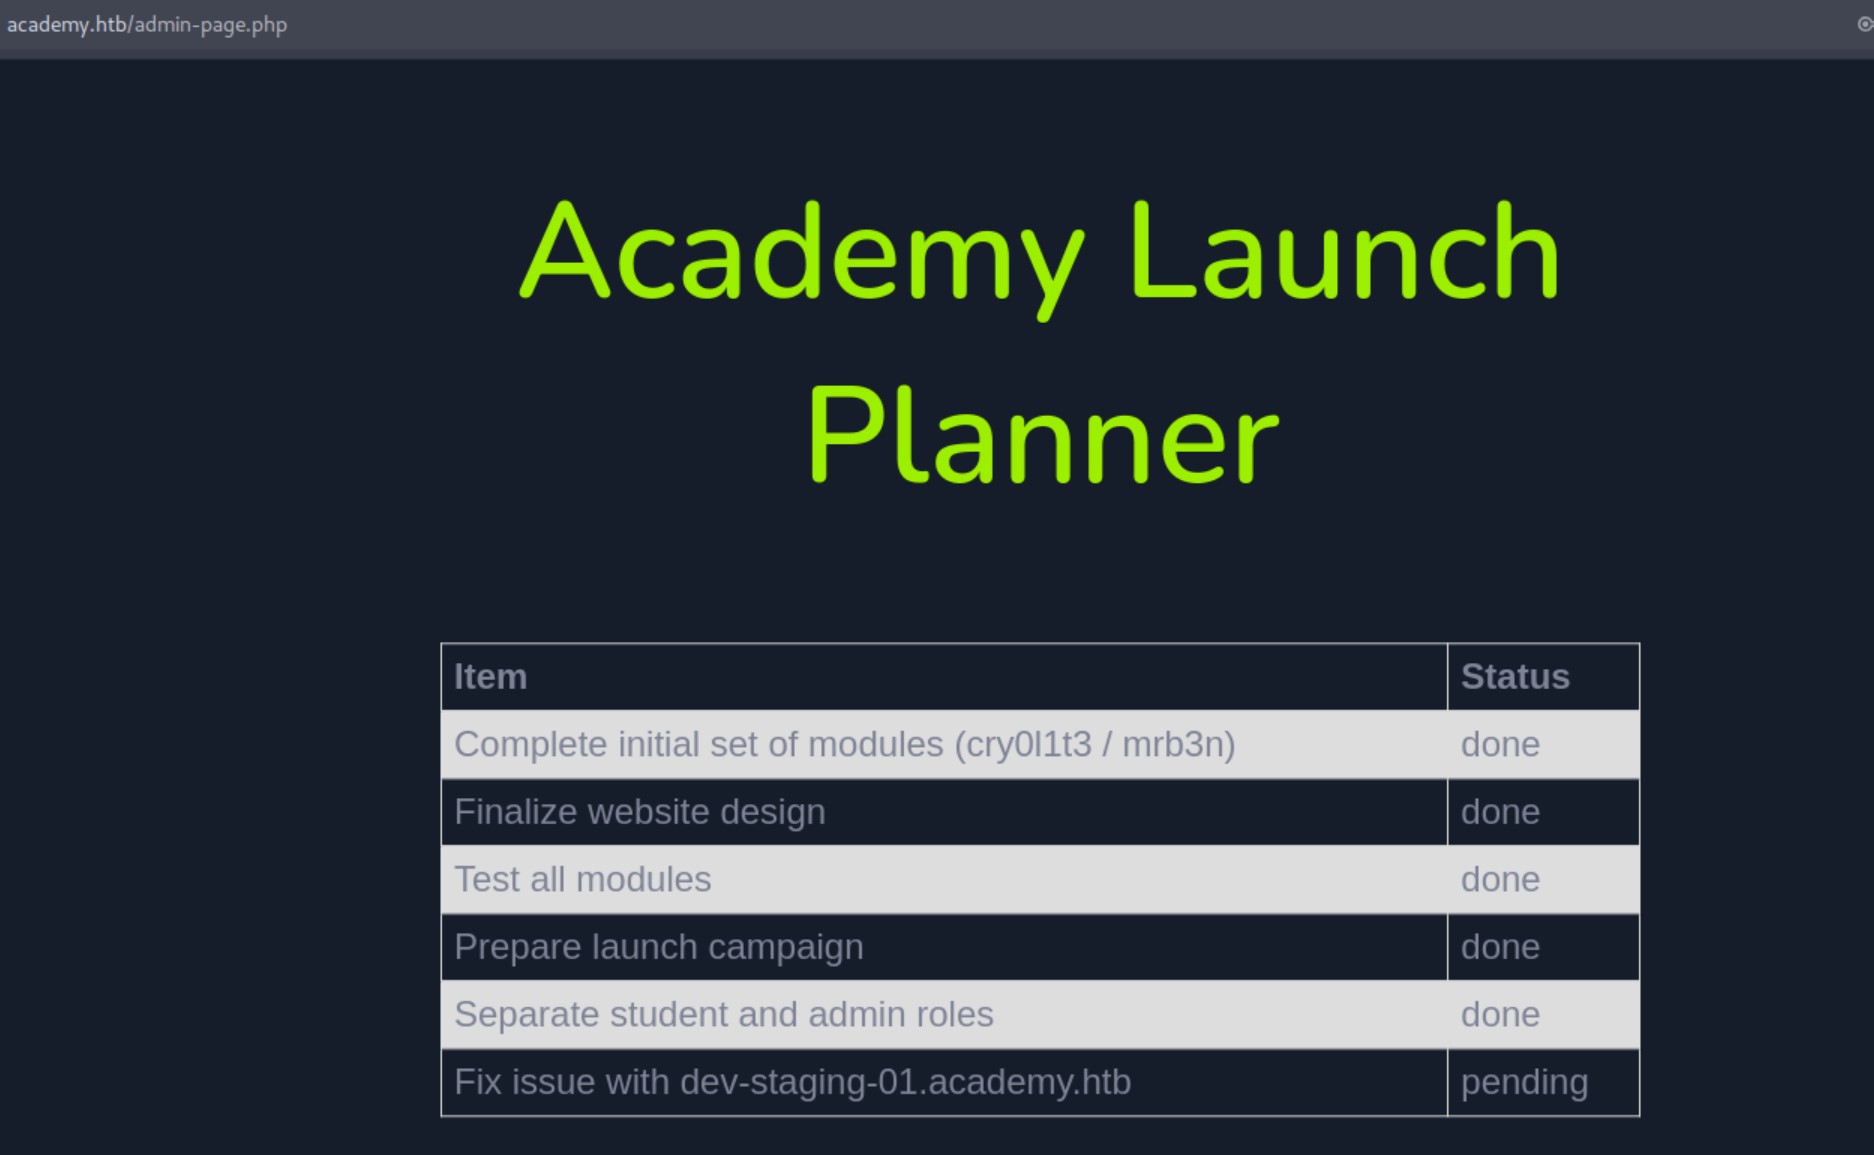 academy.htb/admin-page.php
Academy Launch
Planner
Item Status
Complete initial set of modules (cry0l1t3 / mrb3n) done
Finalize website design done
Test all modules done
Prepare launch campaign done
Separate student and admin roles done
Fix issue with dev-staging-01.academy.htb pending